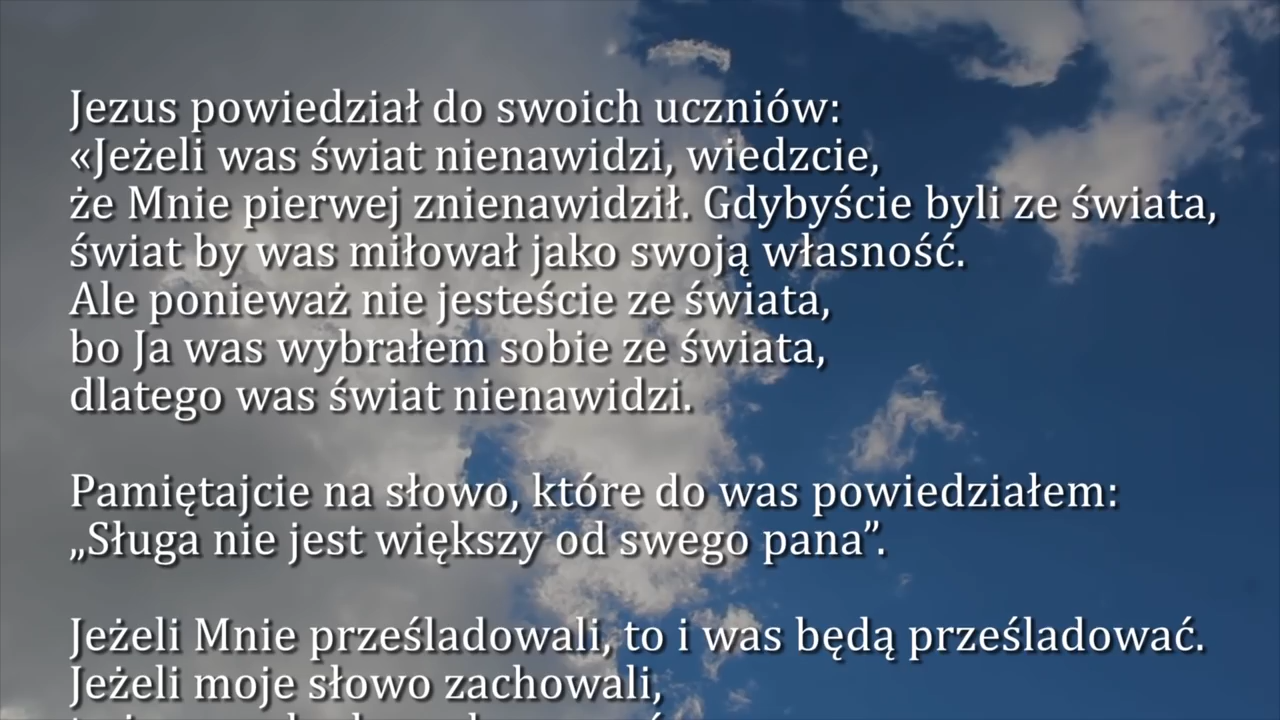 Jezus powiedział do swoich uczniów:
«Jeżeli was świat nienawidzi, wiedzcie,
że Mnie pierwej znienawidził. Gdybyście byli ze świata,
świat by was miłował jako swoją własność.
Ale ponieważ nie jesteście ze świata,
bo Ja was wybrałem sobie ze świata,
dlatego was świat nienawidzi.
Pamiętajcie na słowo, które do was powiedziałem:
„Sługa nie jest większy od swego pana”.
Jeżeli Mnie prześladowali, to i was będą prześladować.
Jeżeli moje słowo zachowali,